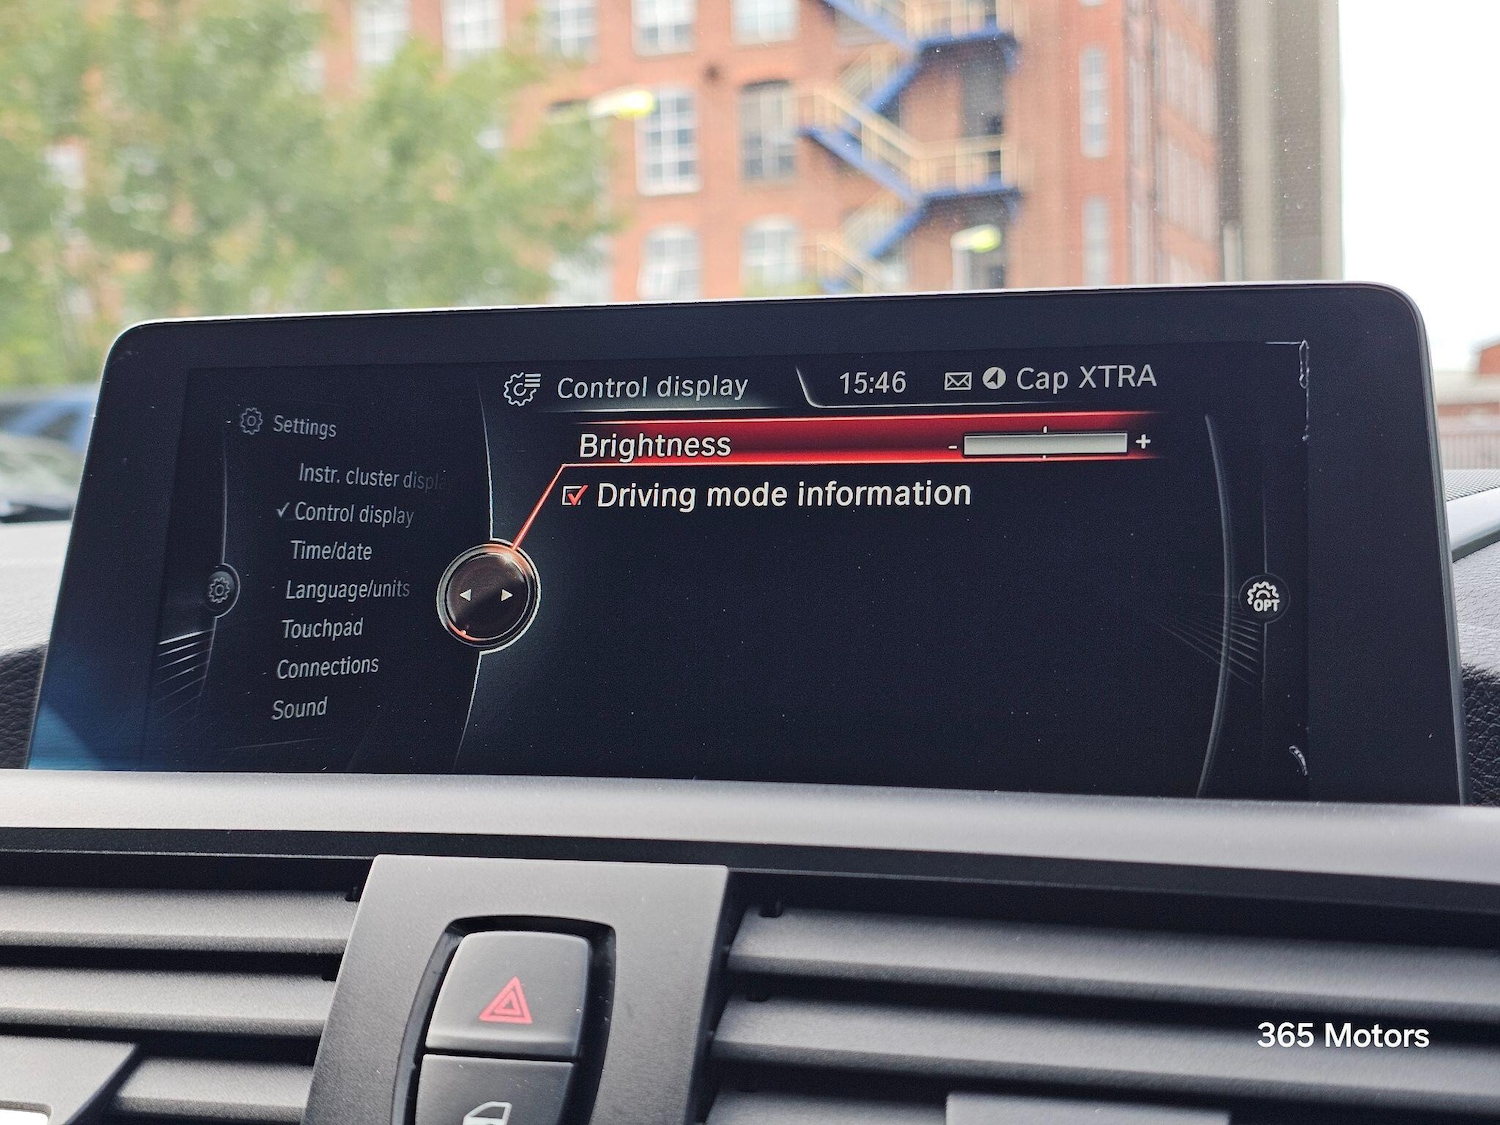 Control display
15:46
Cap XTRA
Settings
Brightness
- +
Driving mode information
Instr. cluster displa
✓ Control display
Time/date
Language/units
Touchpad
Connections
Sound
OPT
365 Motors